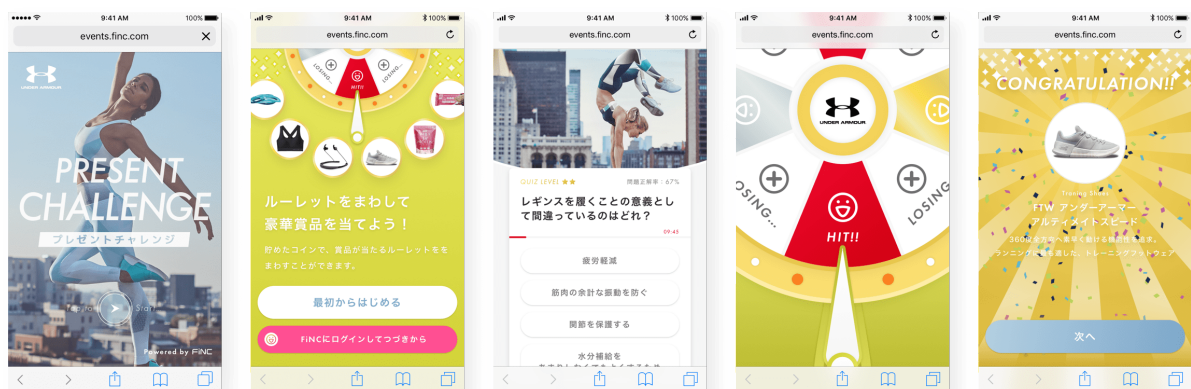 9:41 AM
100%
events.finc.com
UNDER ARMOUR
PRESENT
CHALLENGE
プレゼントチャレンジ
Powered by FiNC
9:41 AM
100%
events.finc.com
LOSING...
HIT!!
LOSING...
ルーレットをまわして
豪華賞品を当てよう！
貯めたコインで、賞品が当たるルーレットをを
まわすことができます。
最初からはじめる
FiNCにログインしてつづきから
9:41 AM
100%
events.finc.com
QUIZ LEVEL ★★
問題正解率：67%
レギンスを履くことの意義とし
て間違っているのはどれ？
09:43
疲労軽減
筋肉の余計な振動を防ぐ
関節を保護する
水分補給を
9:41 AM
100%
events.finc.com
UNDER ARMOUR
OSING...
HIT!!
LOSING
9:41 AM
100%
events.finc.com
CONGRATULATION!!
Traning Shoes
FTW アンダーアーマー
アルティメイトスピード
次へ